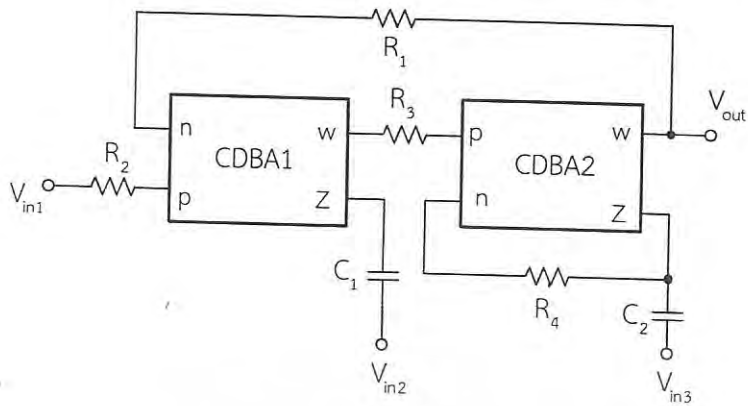 R1
n w R3 p w Vout
R2 CDBA1 CDBA2
Vin1 p Z n Z
C1 R4 C2
Vin2 Vin3